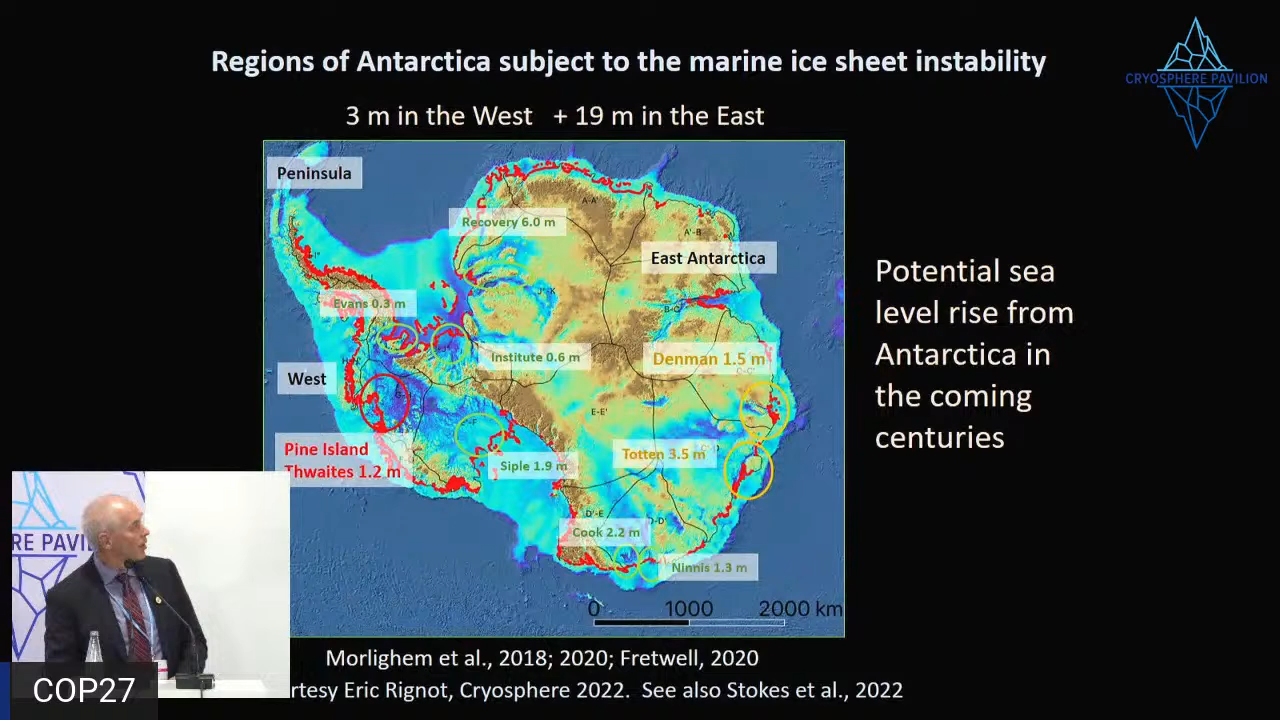 Regions of Antarctica subject to the marine ice sheet instability
CRYOSPHERE PAVILION
3 m in the West + 19 m in the East
Peninsula
Recovery 6.0 m
A-A'
A'-B
East Antarctica
Evans 0.3 m
J''-K
B-C
Institute 0.6 m
Denman 1.5 m
West
E-E'
Potential sea
level rise from
Antarctica in
the coming
centuries
Pine Island
Thwaites 1.2 m
Siple 1.9 m
Totten 3.5 m
D'-E
Cook 2.2 m
D-D'
Ninnis 1.3 m
0 1000 2000 km
RE PAVIL
Morlighem et al., 2018; 2020; Fretwell, 2020
rtesy Eric Rignot, Cryosphere 2022. See also Stokes et al., 2022
COP27